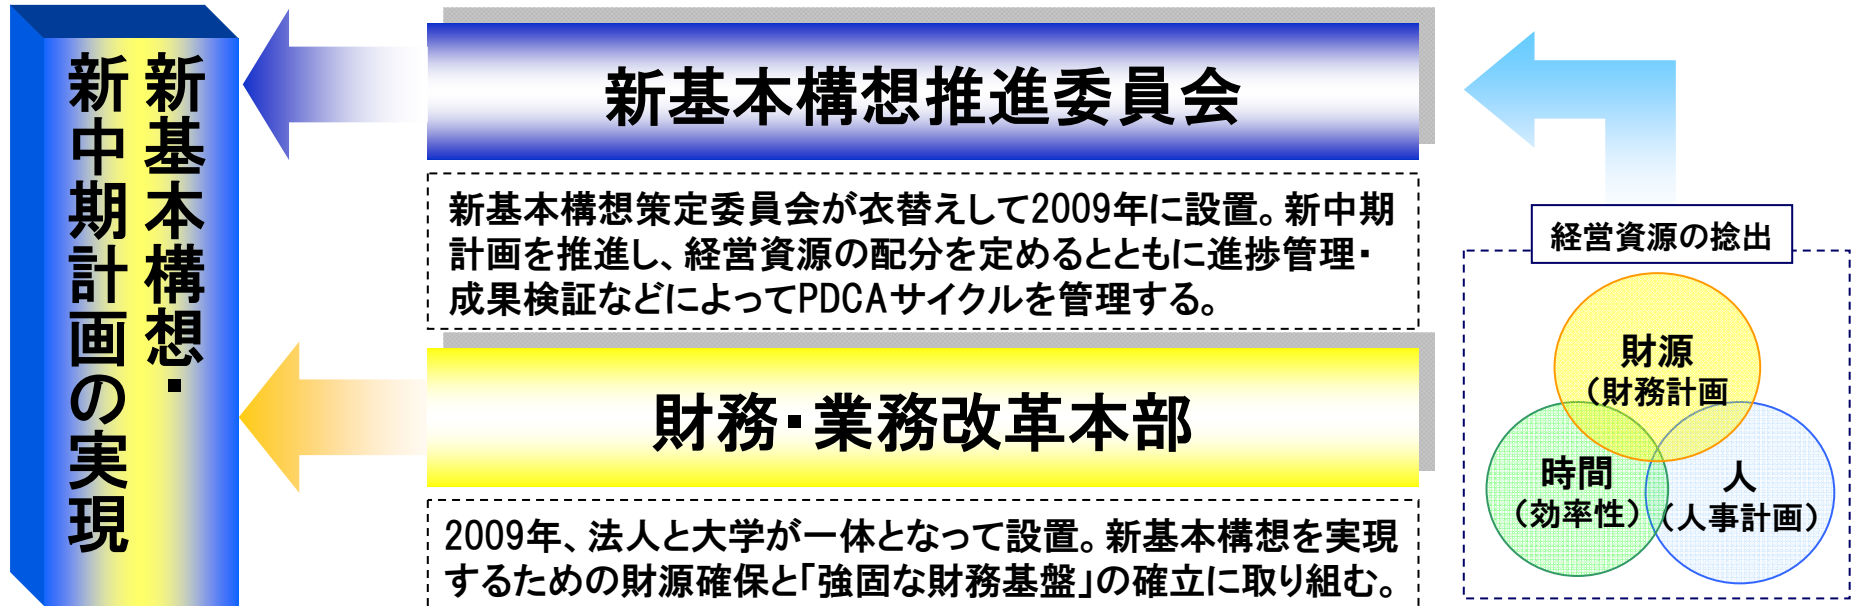 新基本構想・
新中期計画の実現
新基本構想推進委員会
新基本構想策定委員会が衣替えして2009年に設置。新中期
計画を推進し、経営資源の配分を定めるとともに進捗管理・
成果検証などによってPDCAサイクルを管理する。
財務・業務改革本部
2009年、法人と大学が一体となって設置。新基本構想を実現
するための財源確保と「強固な財務基盤」の確立に取り組む。
経営資源の捻出
財源
（財務計画
時間
（効率性）
人
（人事計画）